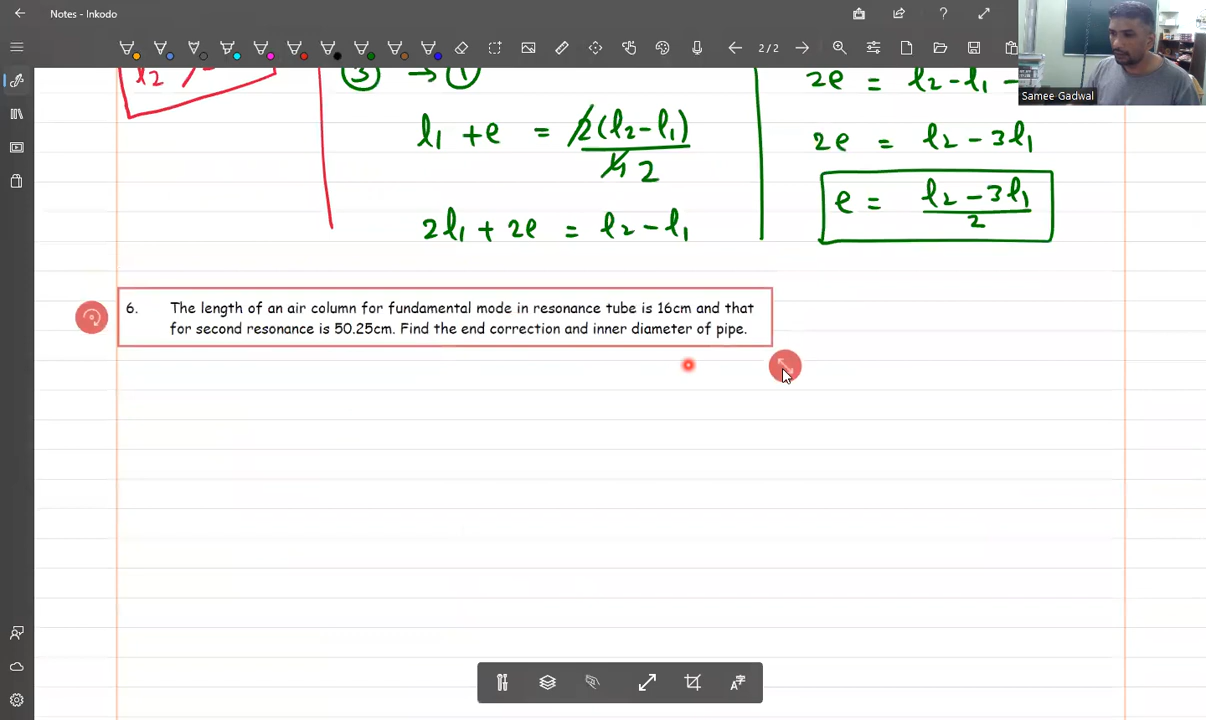 Notes - Inkodo
2/2
Samee Gadwal
l2
③ → ①
2e = l2 - l1 -
l1 + e = 2(l2 - l1)
4 2
2e = l2 - 3l1
e = l2 - 3l1
2
2l1 + 2e = l2 - l1
6. The length of an air column for fundamental mode in resonance tube is 16cm and that
for second resonance is 50.25cm. Find the end correction and inner diameter of pipe.